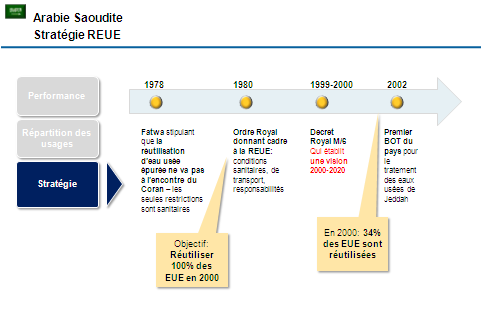 Arabie Saoudite
Stratégie REUE
Performance
Répartition des
usages
Stratégie
1978
1980
1999-2000
2002
Fatwa stipulant
que la
réutilisation
d'eau usée
épurée ne va pas
à l'encontre du
Coran – les
seules restrictions
sont sanitaires
Ordre Royal
donnant cadre
à la REUE:
conditions
sanitaires, de
transport,
responsabilités
Decret
Royal M/6
Qui établit
une vision
2000-2020
Premier
BOT du
pays pour
le
traitement
des eaux
usées de
Jeddah
Objectif:
Réutiliser
100% des
EUE en 2000
En 2000: 34%
des EUE sont
réutilisées